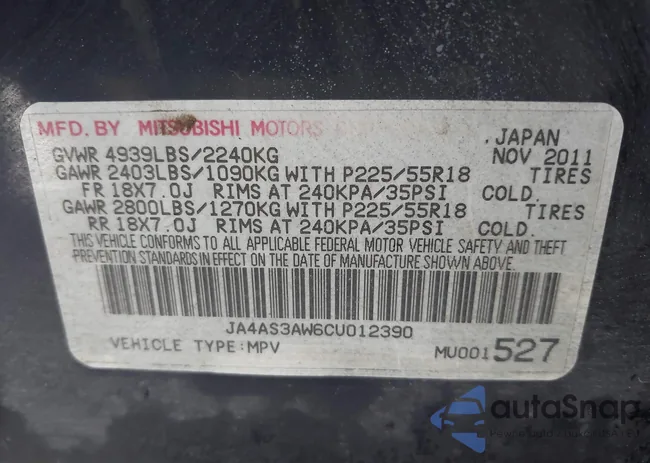 MFD. BY MITSUBISHI MOTORS , JAPAN
GVWR 4939LBS/2240KG NOV 2011
GAWR 2403LBS/1090KG WITH P225/55R18 TIRES
FR 18X7.0J RIMS AT 240KPA/35PSI COLD.
GAWR 2800LBS/1270KG WITH P225/55R18 TIRES
RR 18X7.0J RIMS AT 240KPA/35PSI COLD.
THIS VEHICLE CONFORMS TO ALL APPLICABLE FEDERAL MOTOR VEHICLE SAFETY AND THEFT
PREVENTION STANDARDS IN EFFECT ON THE DATE OF MANUFACTURE SHOWN ABOVE.
JA4AS3AW6CU012390
VEHICLE TYPE:MPV MU001527
autoSnap